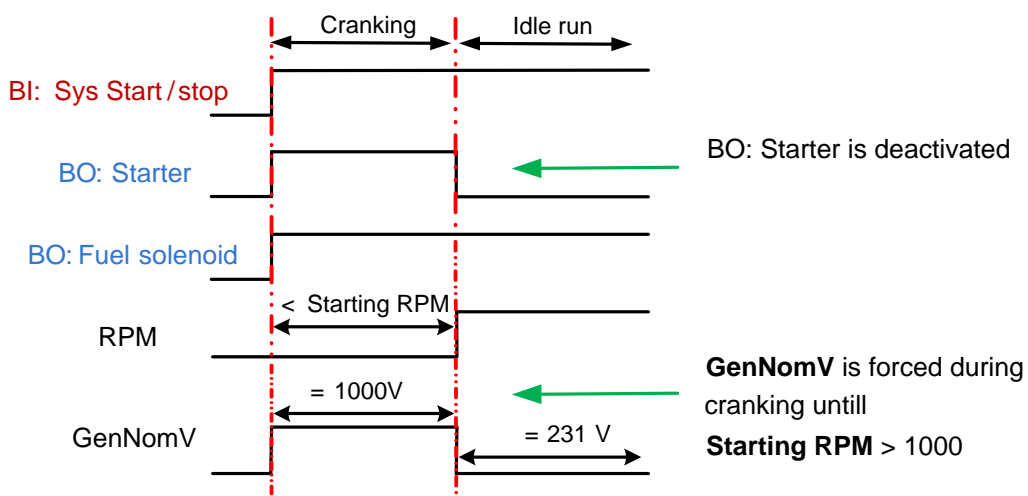 Cranking
Idle run
BI: Sys Start/stop
BO: Starter is deactivated
BO: Starter
BO: Fuel solenoid
< Starting RPM
RPM
GenNomV is forced during
cranking untill
Starting RPM > 1000
= 1000V
GenNomV
= 231 V